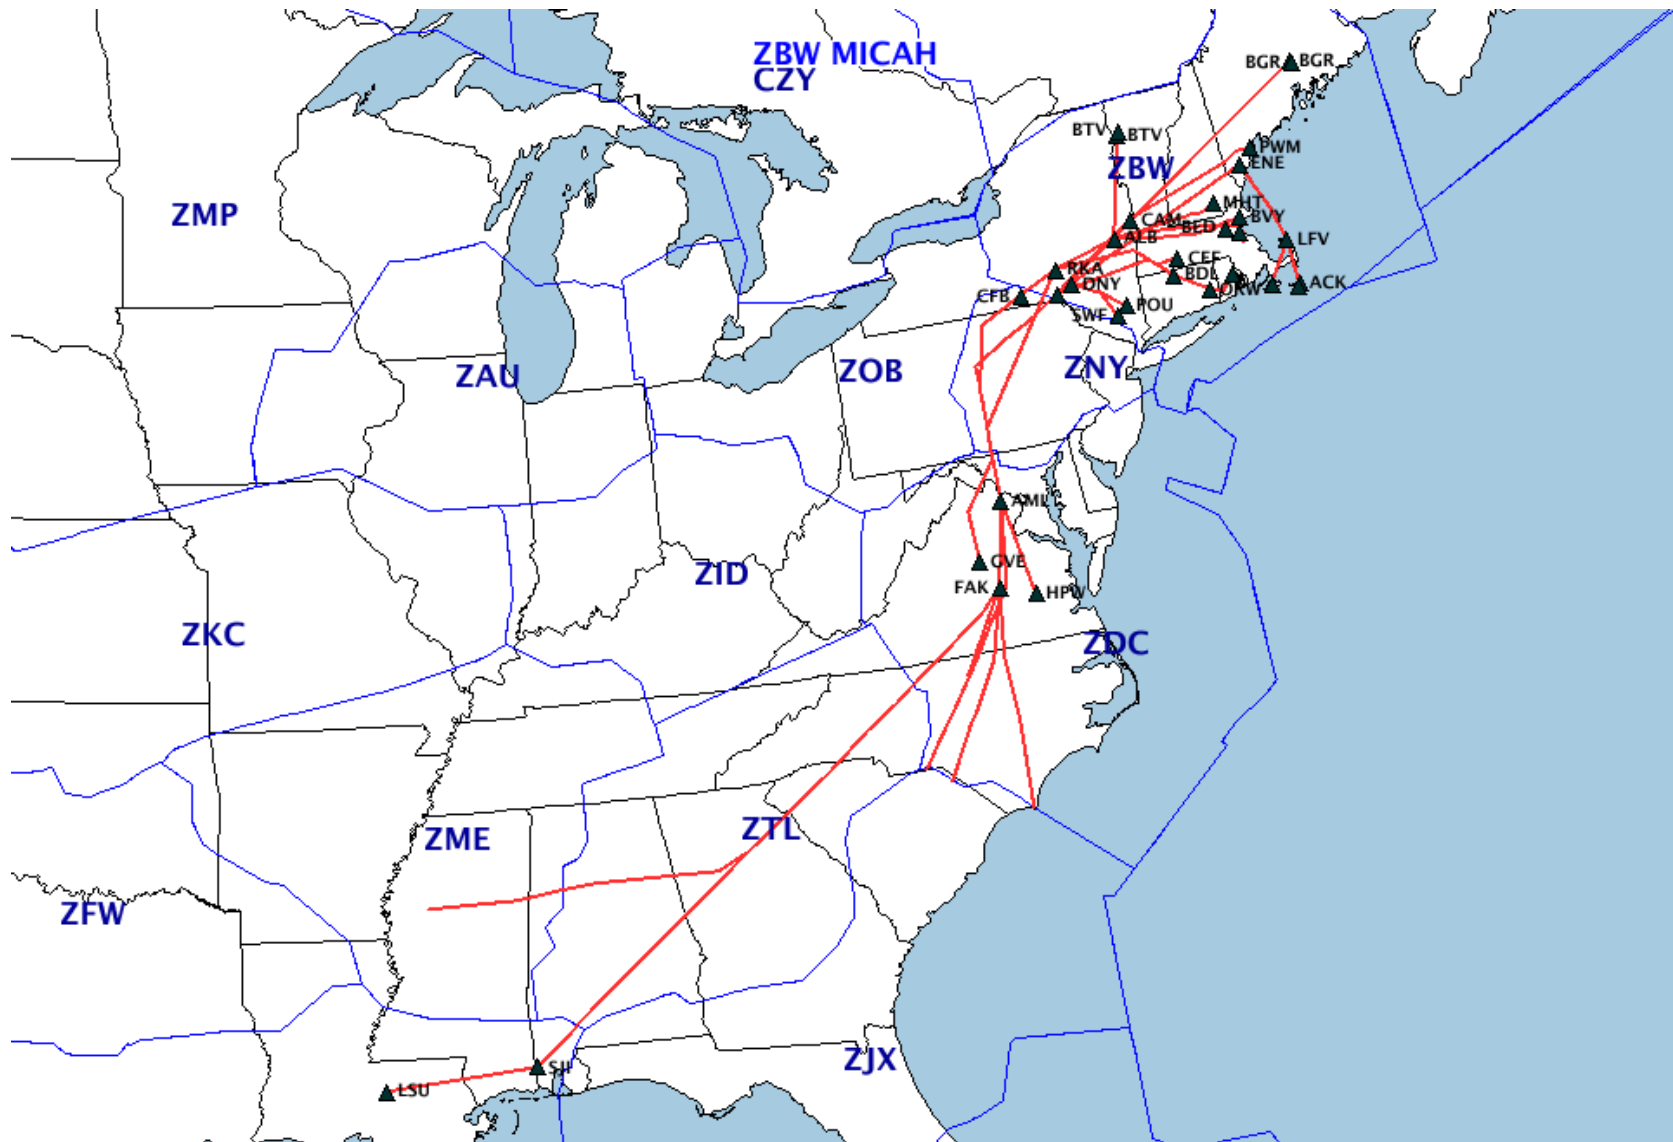 ZBW MICAH
CZY
BGR
BGR
BTV
BTV
PWM
ENE
ZBW
ZMP
MHT
CAM
BVY
BED
ALB
LFV
CEF
RKA
BDL
DNY
ACK
CFB
ORW
POU
SWF
ZAU
ZOB
ZNY
AML
GVE
ZID
FAK
HPW
ZKC
ZDC
ZME
ZTL
ZFW
ZJX
SJI
LSU